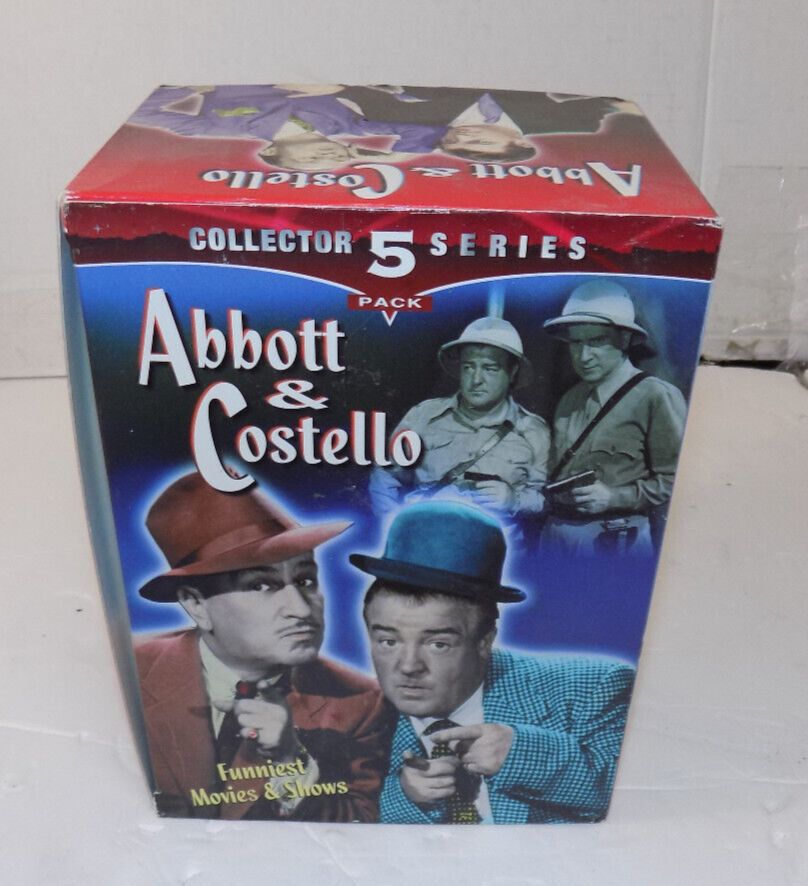 Abbott & Costello
COLLECTOR 5 SERIES
PACK
Abbott
&
Costello
Funniest
Movies & Shows